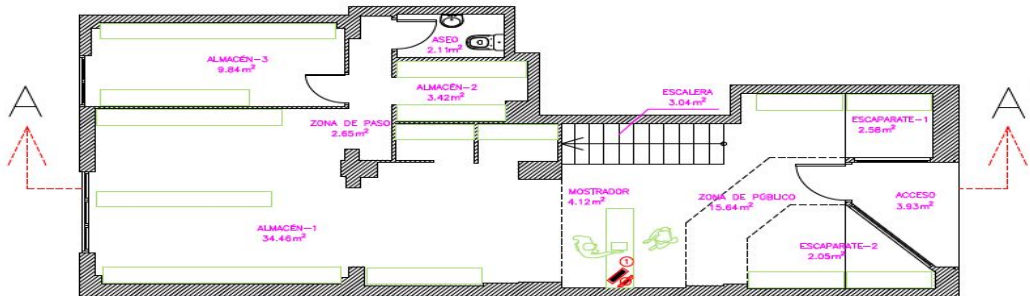 ASEO
2.11m²
ALMACÉN-3
9.84m²
ALMACÉN-2
3.42m²
ESCALERA
3.04m²
A
A
ZONA DE PASO
2.65m²
ESCAPARATE-1
2.58m²
MOSTRADOR
4.12m²
ZONA DE PÚBLICO
15.64m²
ACCESO
3.93m²
ALMACÉN-1
34.46m²
ESCAPARATE-2
2.05m²
1